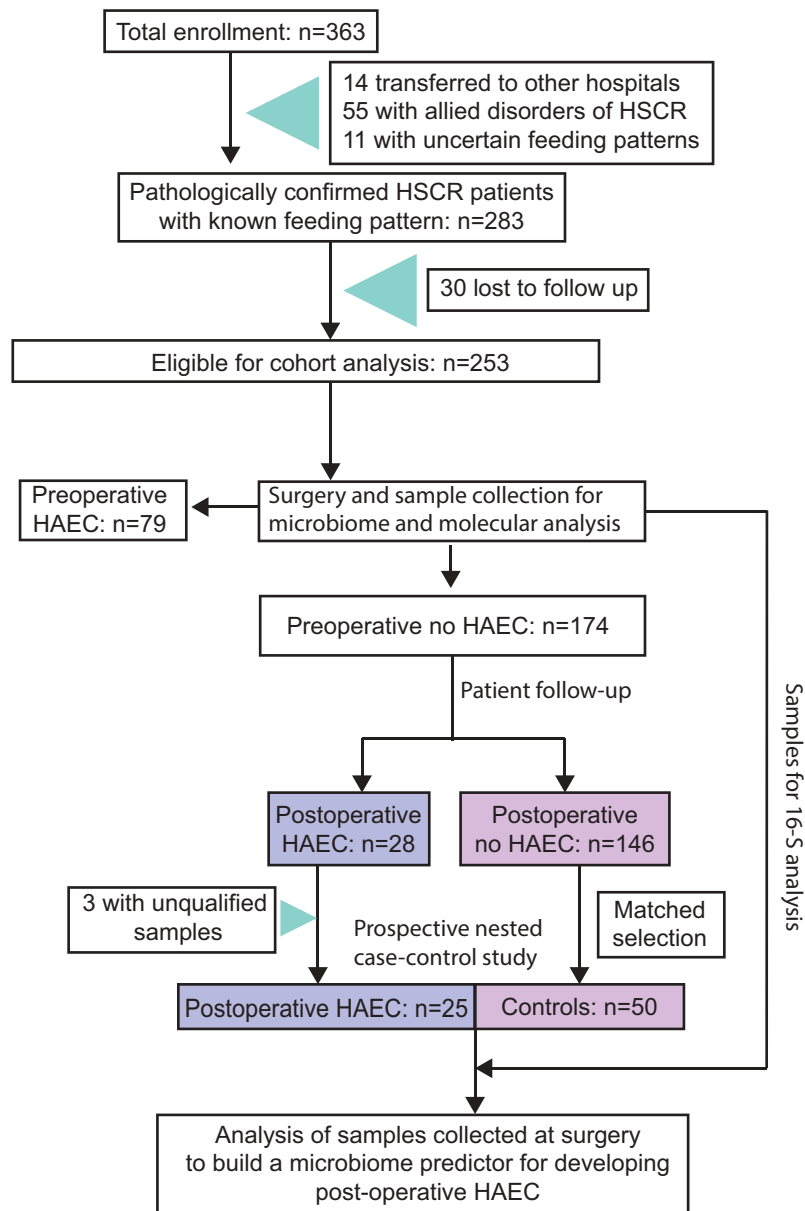 Total enrollment: n=363
14 transferred to other hospitals
55 with allied disorders of HSCR
11 with uncertain feeding patterns
Pathologically confirmed HSCR patients
with known feeding pattern: n=283
30 lost to follow up
Eligible for cohort analysis: n=253
Preoperative
HAEC: n=79
Surgery and sample collection for
microbiome and molecular analysis
Preoperative no HAEC: n=174
Patient follow-up
Samples for 16-S analysis
Postoperative
HAEC: n=28
Postoperative
no HAEC: n=146
3 with unqualified
samples
Prospective nested
case-control study
Matched
selection
Postoperative HAEC: n=25
Controls: n=50
Analysis of samples collected at surgery
to build a microbiome predictor for developing
post-operative HAEC